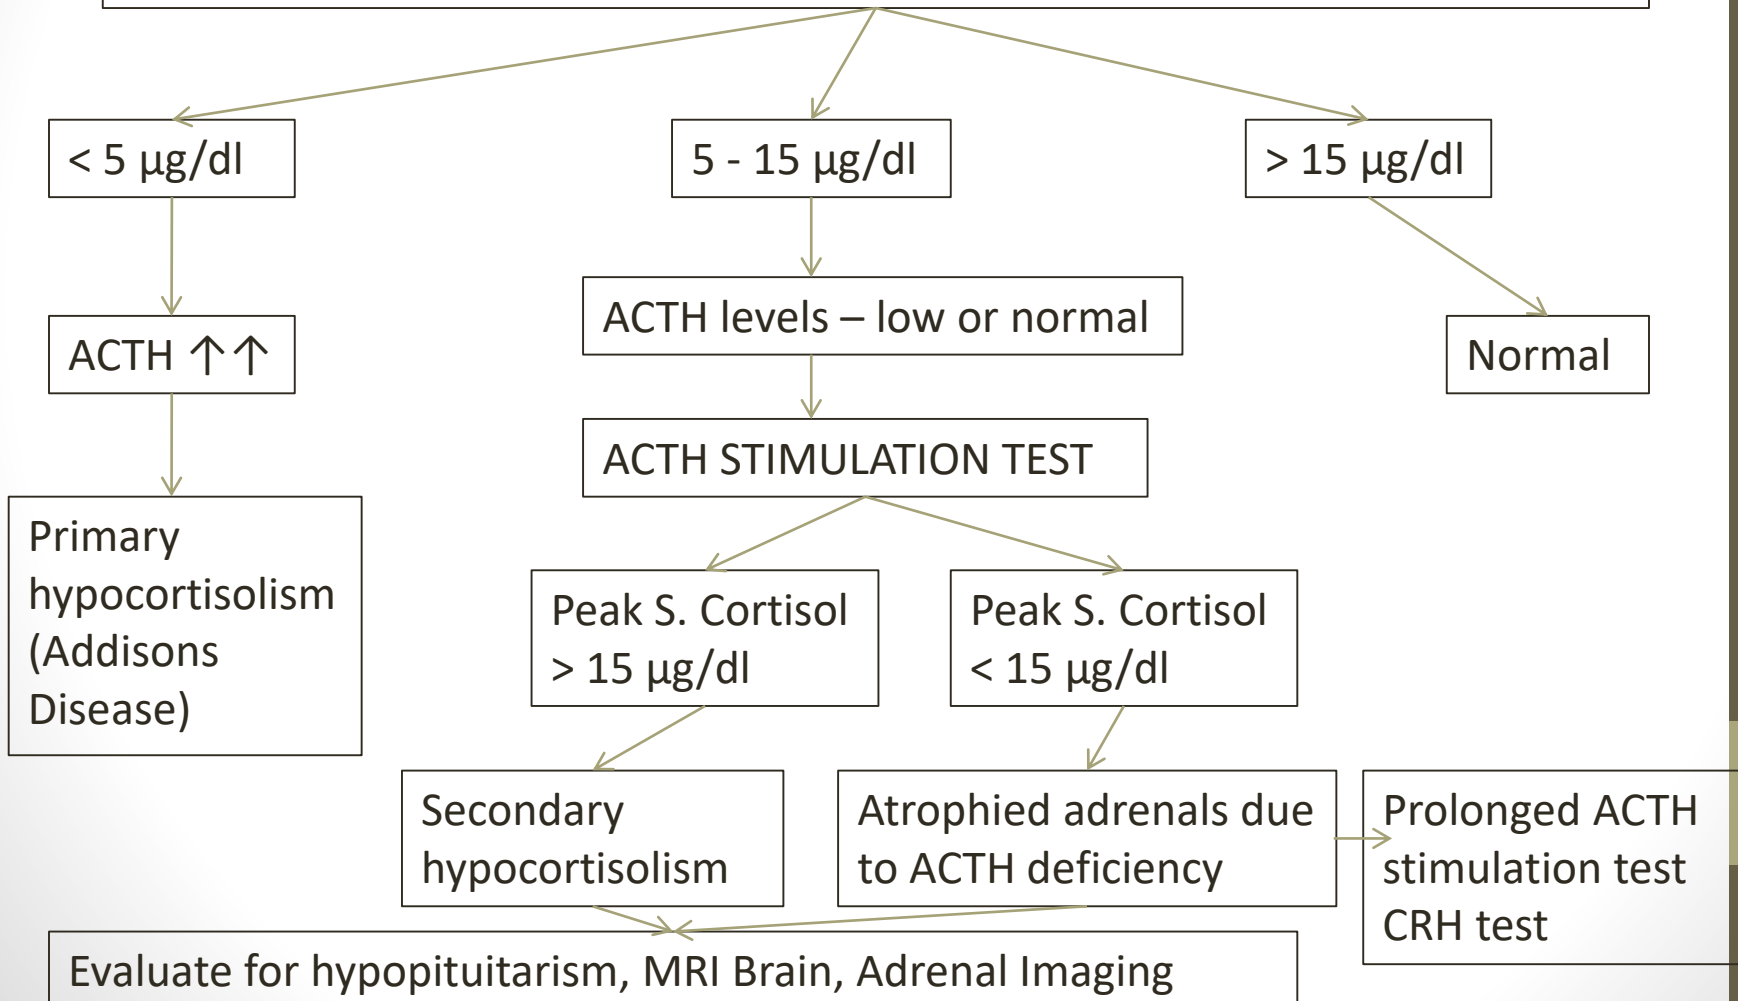 < 5 µg/dl
5 - 15 µg/dl
> 15 µg/dl
ACTH levels – low or normal
ACTH ↑↑
Normal
ACTH STIMULATION TEST
Primary
hypocortisolism
(Addisons
Disease)
Peak S. Cortisol
> 15 µg/dl
Peak S. Cortisol
< 15 µg/dl
Secondary
hypocortisolism
Atrophied adrenals due
to ACTH deficiency
Prolonged ACTH
stimulation test
CRH test
Evaluate for hypopituitarism, MRI Brain, Adrenal Imaging